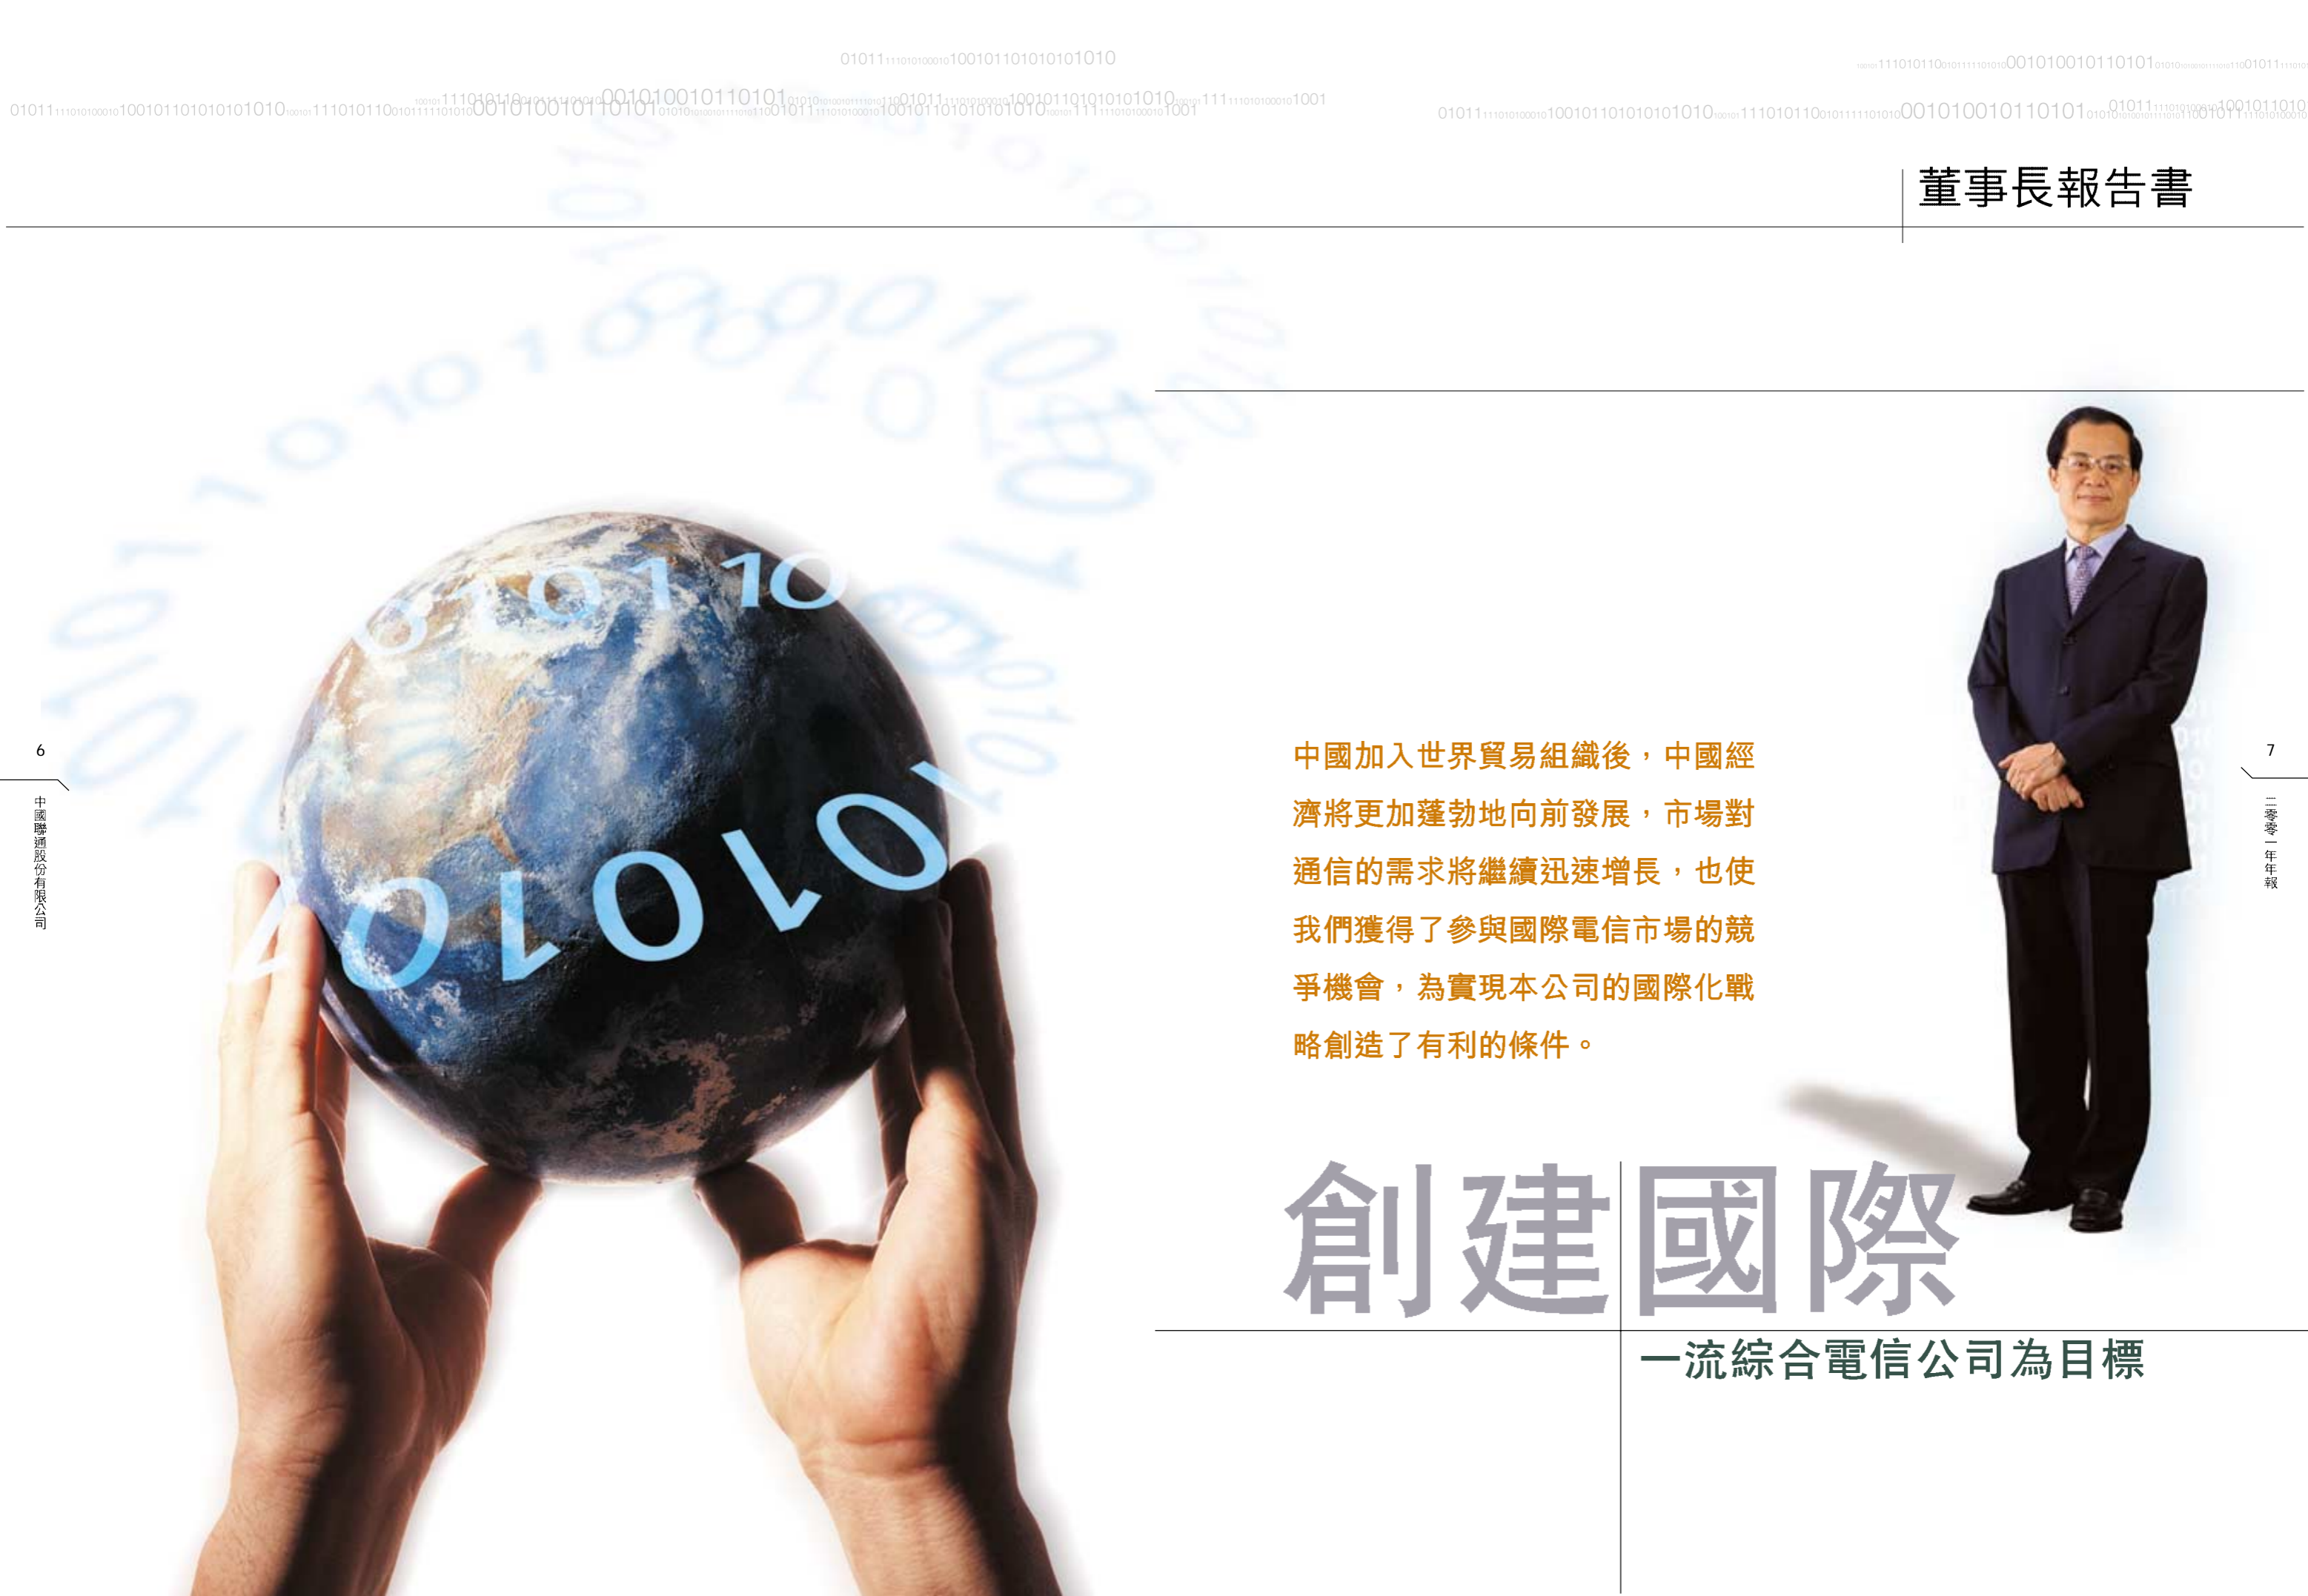 董事長報告書
6
中國聯通股份有限公司
中國加入世界貿易組織後，中國經
濟將更加蓬勃地向前發展，市場對
通信的需求將繼續迅速增長，也使
我們獲得了參與國際電信市場的競
爭機會，為實現本公司的國際化戰
略創造了有利的條件。
創建國際
一流綜合電信公司為目標
7
二零零一年年報